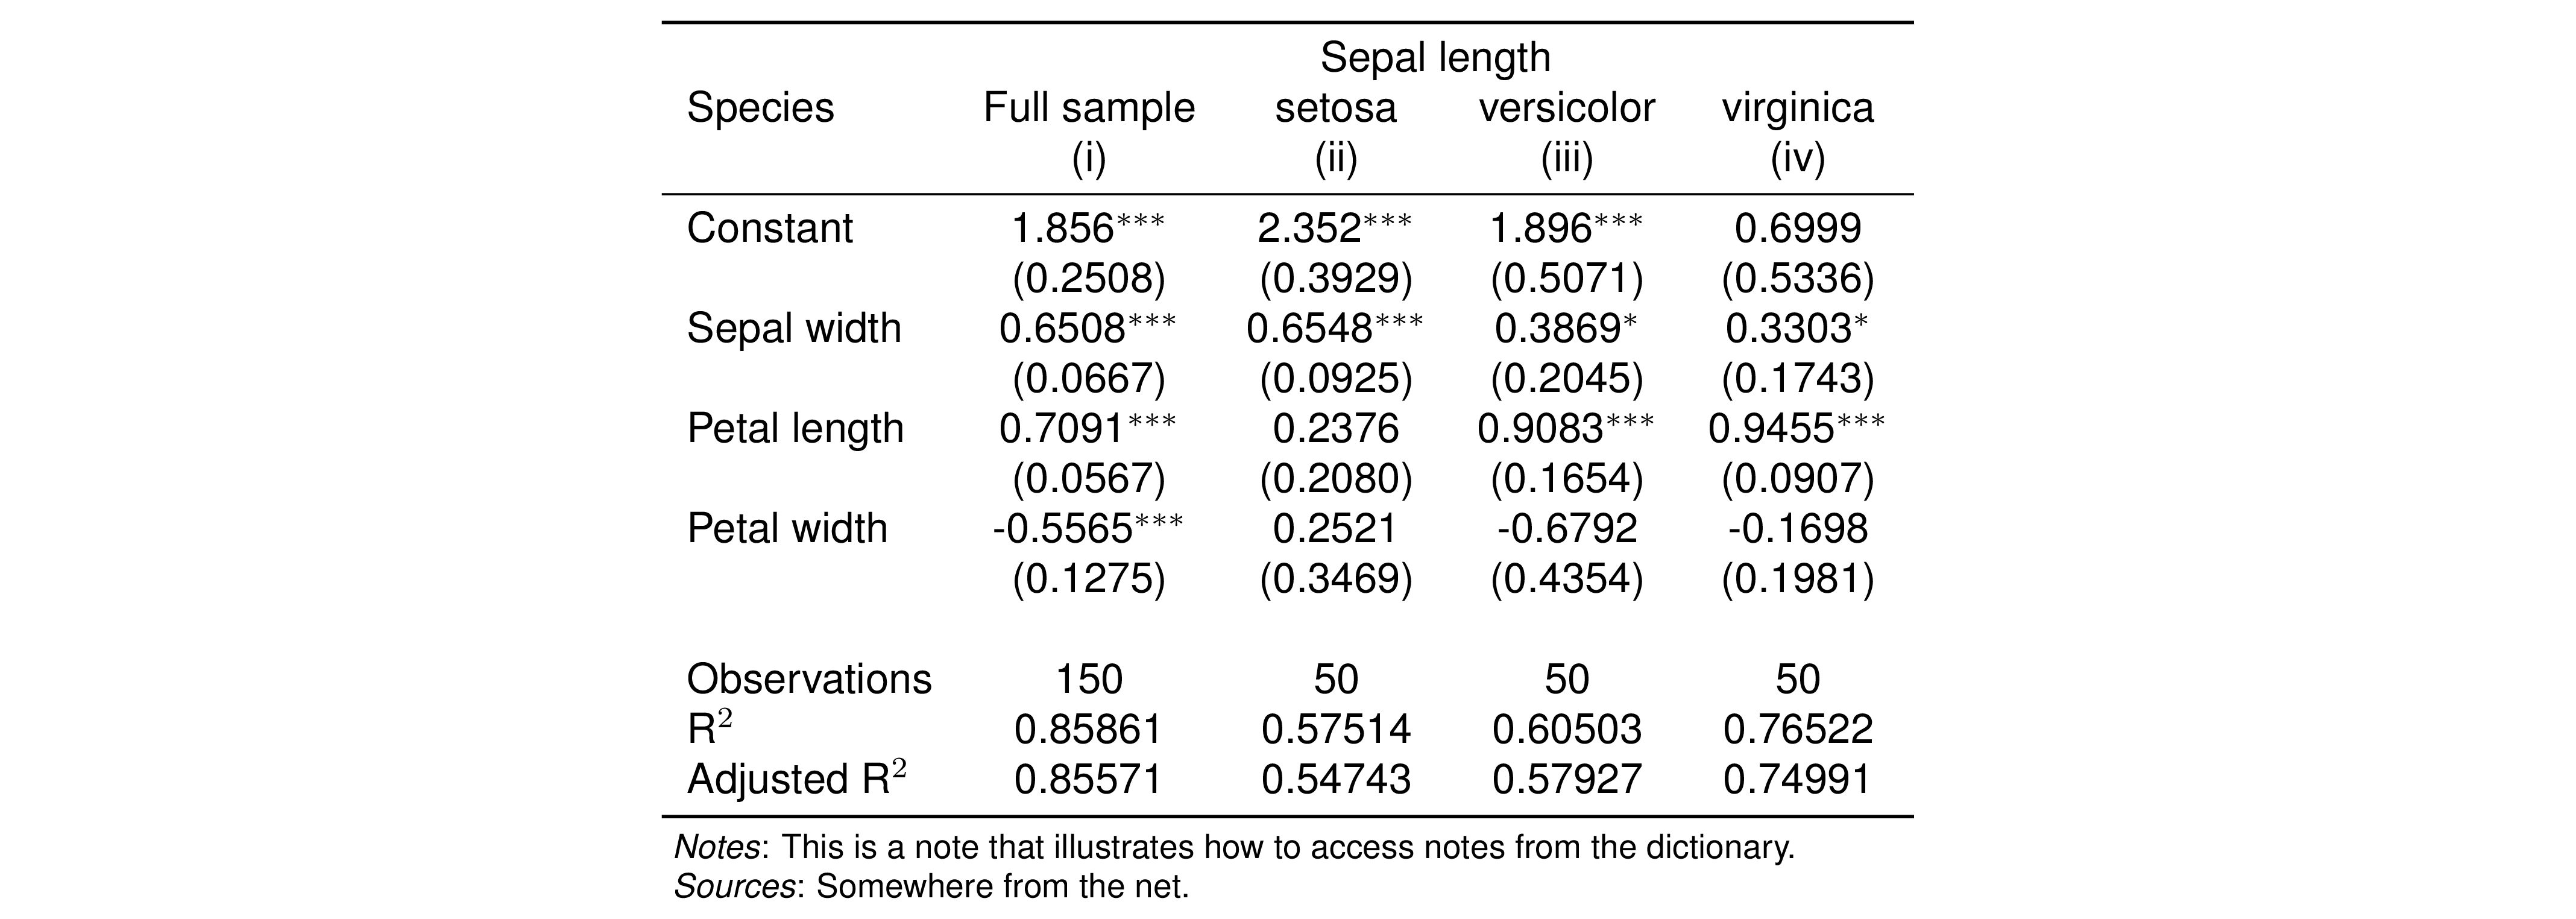 Sepal length
Species Full sample setosa versicolor virginica
(i) (ii) (iii) (iv)
Constant 1.856*** 2.352*** 1.896*** 0.6999
(0.2508) (0.3929) (0.5071) (0.5336)
Sepal width 0.6508*** 0.6548*** 0.3869* 0.3303*
(0.0667) (0.0925) (0.2045) (0.1743)
Petal length 0.7091*** 0.2376 0.9083*** 0.9455***
(0.0567) (0.2080) (0.1654) (0.0907)
Petal width -0.5565*** 0.2521 -0.6792 -0.1698
(0.1275) (0.3469) (0.4354) (0.1981)
Observations 150 50 50 50
R² 0.85861 0.57514 0.60503 0.76522
Adjusted R² 0.85571 0.54743 0.57927 0.74991
Notes: This is a note that illustrates how to access notes from the dictionary.
Sources: Somewhere from the net.